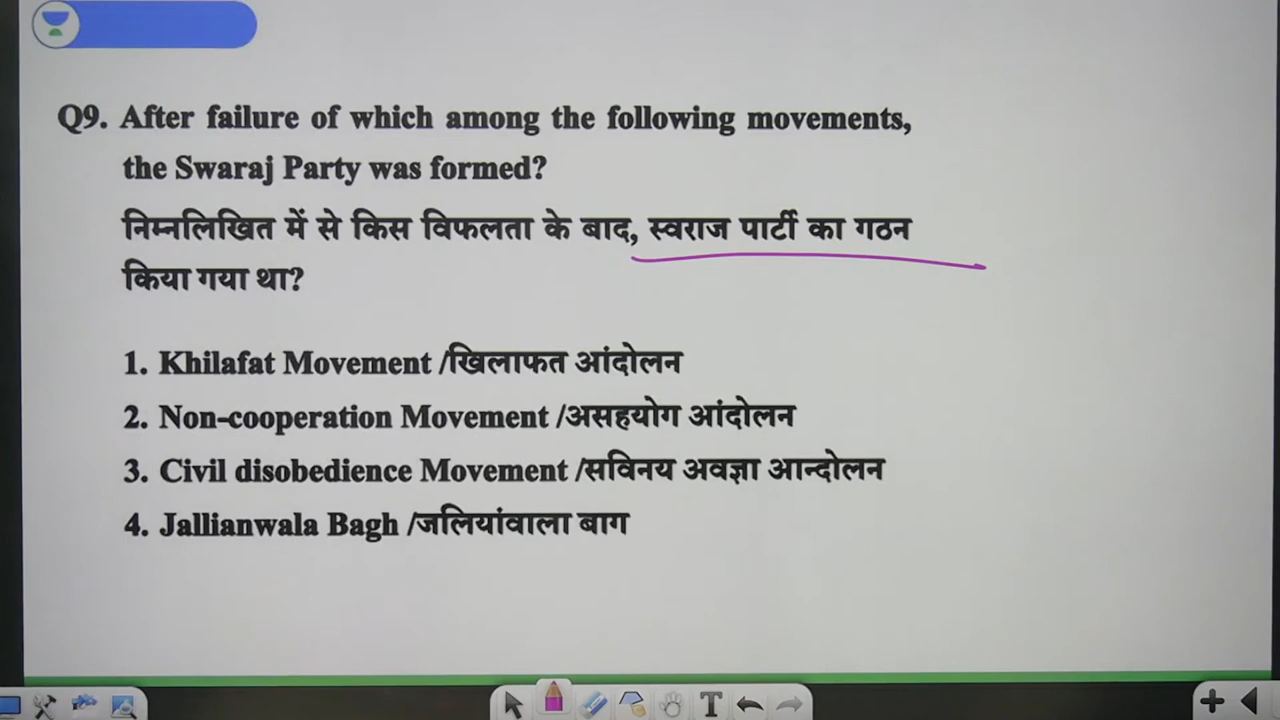 Q9. After failure of which among the following movements,
the Swaraj Party was formed?
निम्नलिखित में से किस विफलता के बाद, स्वराज पार्टी का गठन
किया गया था?
1. Khilafat Movement /खिलाफत आंदोलन
2. Non-cooperation Movement /असहयोग आंदोलन
3. Civil disobedience Movement /सविनय अवज्ञा आन्दोलन
4. Jallianwala Bagh /जलियांवाला बाग
T